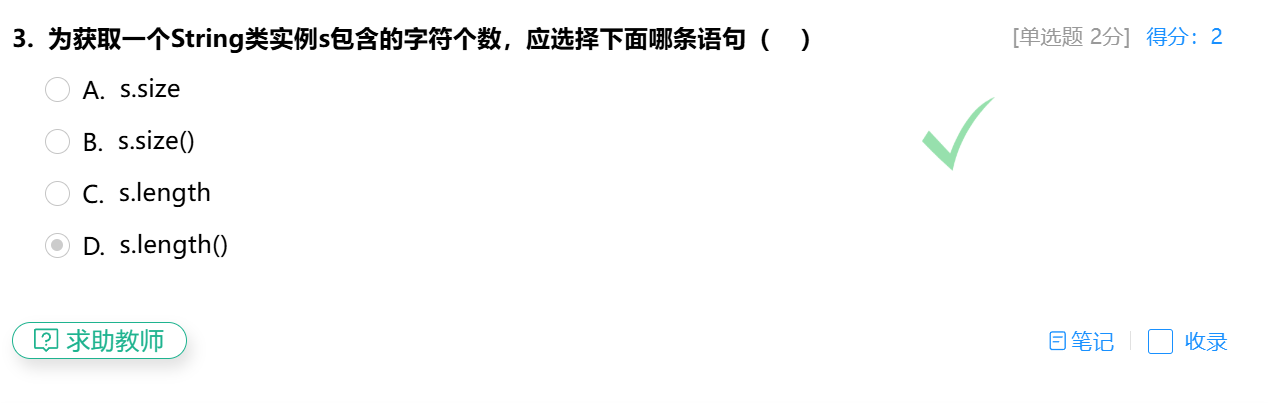 3. 为获取一个String类实例s包含的字符个数，应选择下面哪条语句（ ） [单选题 2分] 得分：2
A. s.size
B. s.size()
C. s.length
D. s.length()
求助教师 笔记 收录